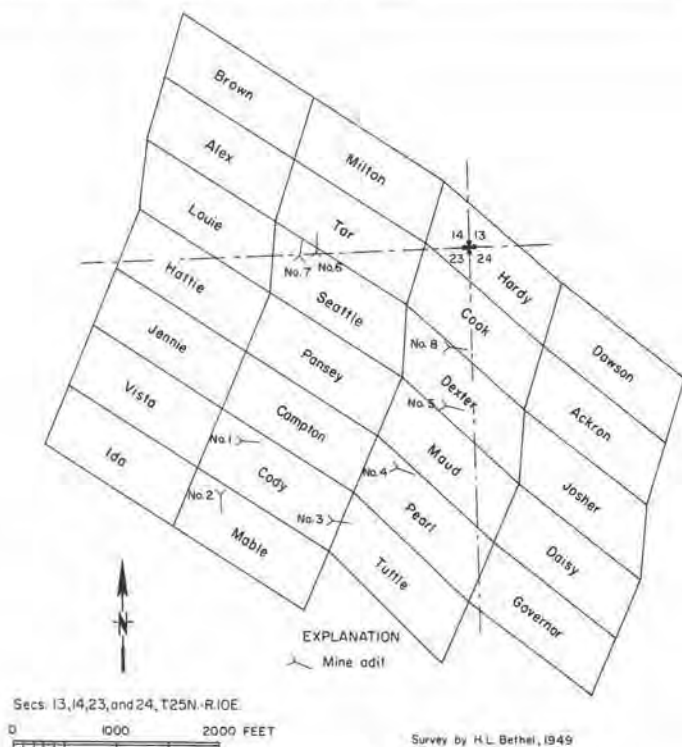 Brown
Milton
Alex
Tar
14 13
23 24
Louie
Hardy
No. 7
No. 6
Hattie
Seattle
Cook
Dawson
No. 8
Jennie
Pansey
Dexter
Ackron
Vista
Campton
No. 5
No. 1
Maud
Ida
Cody
No. 4
Josher
No. 2
Pearl
No. 3
Mable
Tuttle
Daisy
Governor
N
EXPLANATION
Mine adit
Secs. 13,14,23,and 24, T.25N.-R.10E.
0 1000 2000 FEET
Survey by H.L. Bethel, 1949